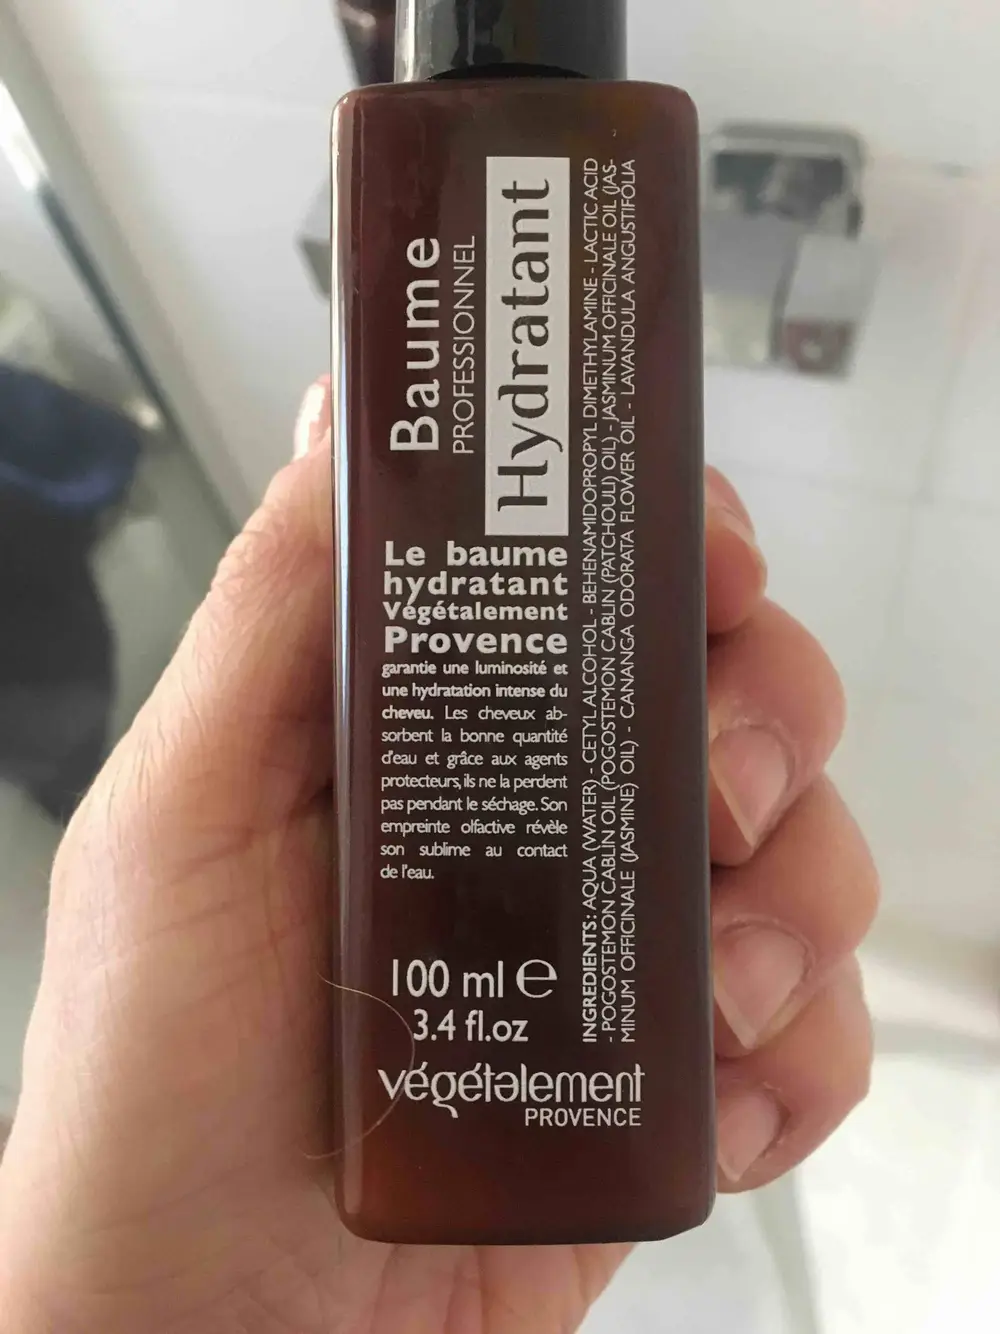 Baume
PROFESSIONNEL
Hydratant
Le baume
hydratant
Végétalement
Provence
garantie une luminosité et
une hydratation intense du
cheveu. Les cheveux ab-
sorbent la bonne quantité
d'eau et grâce aux agents
protecteurs, ils ne la perdent
pas pendant le séchage. Son
empreinte olfactive révèle
son sublime au contact
de l'eau.
INGREDIENTS: AQUA (WATER) - CETYL ALCOHOL - BEHENAMIDOPROPYL DIMETHYLAMINE - LACTIC ACID
- POGOSTEMON CABLIN OIL (POGOSTEMON CABLIN (PATCHOULI) OIL) - JASMINUM OFFICINALE OIL (JAS-
MINUM OFFICINALE (JASMINE) OIL) - CANANGA ODORATA FLOWER OIL - LAVANDULA ANGUSTIFOLIA
100 ml e
3.4 fl.oz
végétalement
PROVENCE